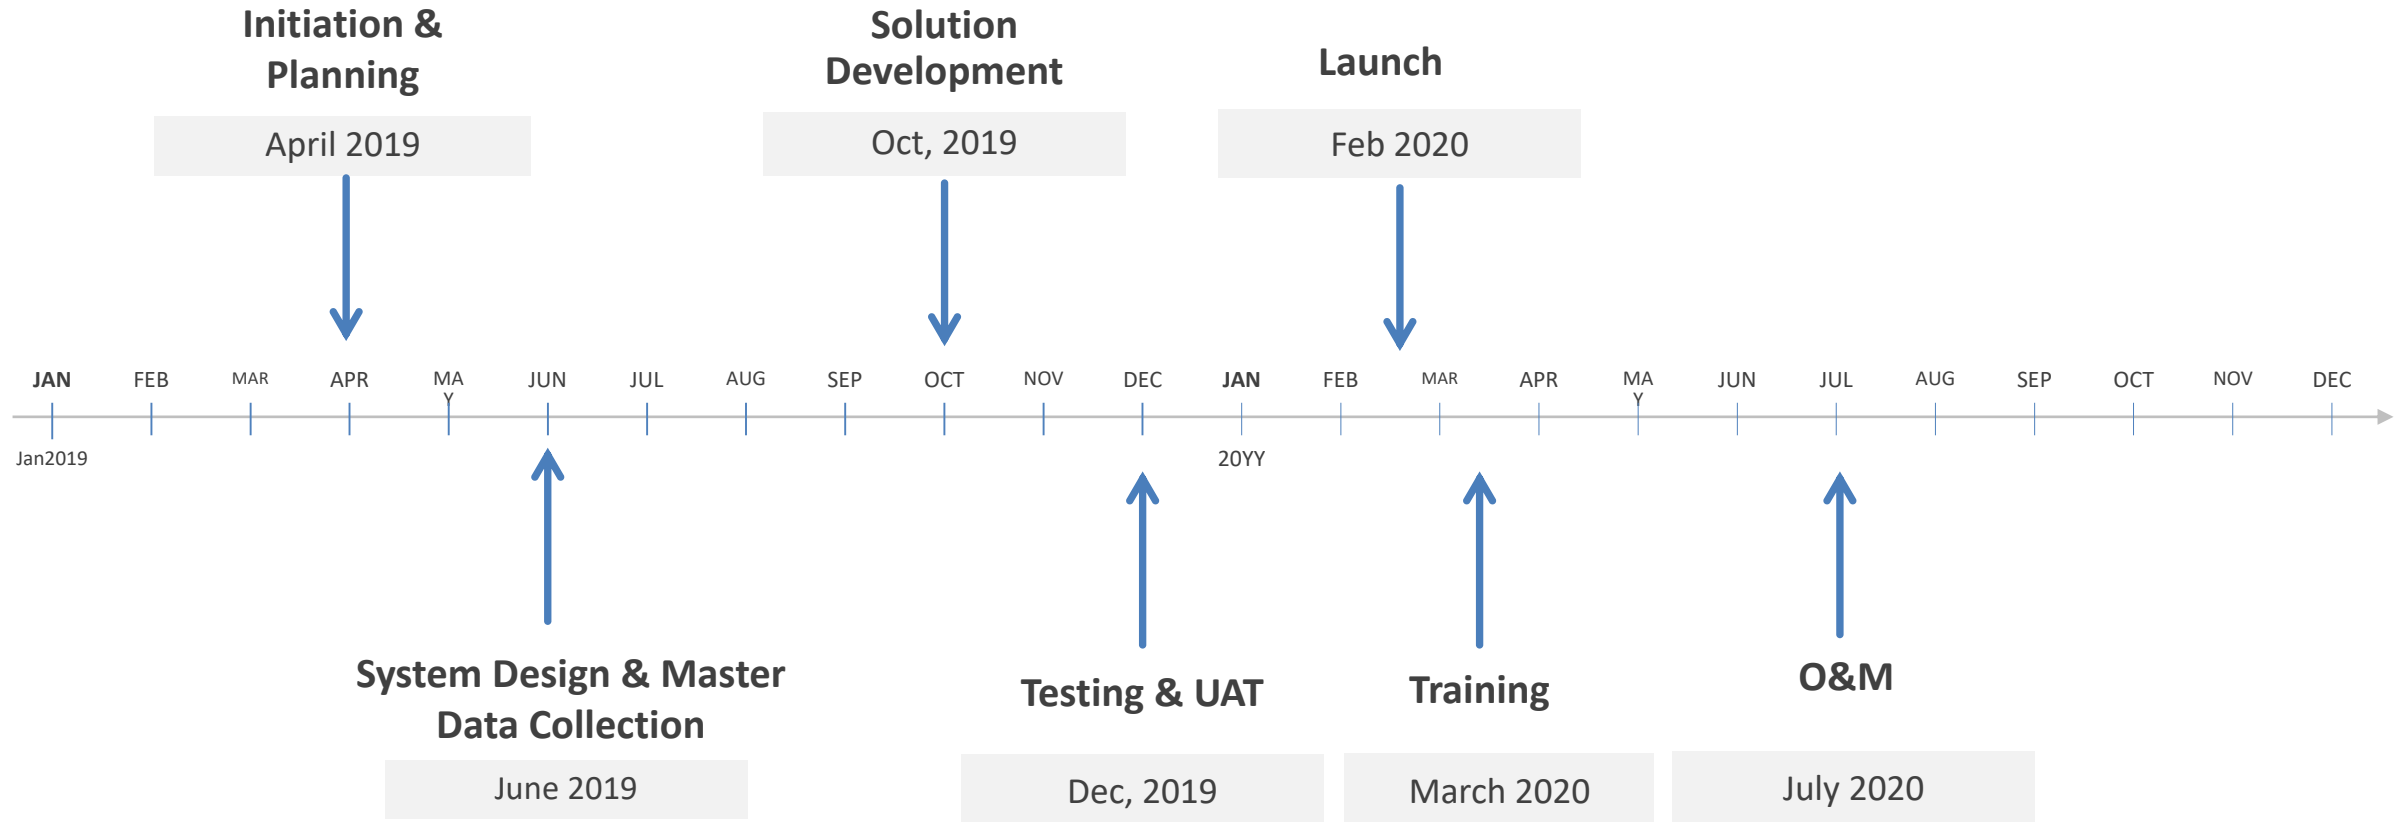 Initiation &
Planning
April 2019
Solution
Development
Oct, 2019
Launch
Feb 2020
JAN FEB MAR APR MA
Y JUN JUL AUG SEP OCT NOV DEC JAN FEB MAR APR MA
Y JUN JUL AUG SEP OCT NOV DEC
Jan2019 20YY
System Design & Master
Data Collection
June 2019
Testing & UAT
Dec, 2019
Training
March 2020
O&M
July 2020